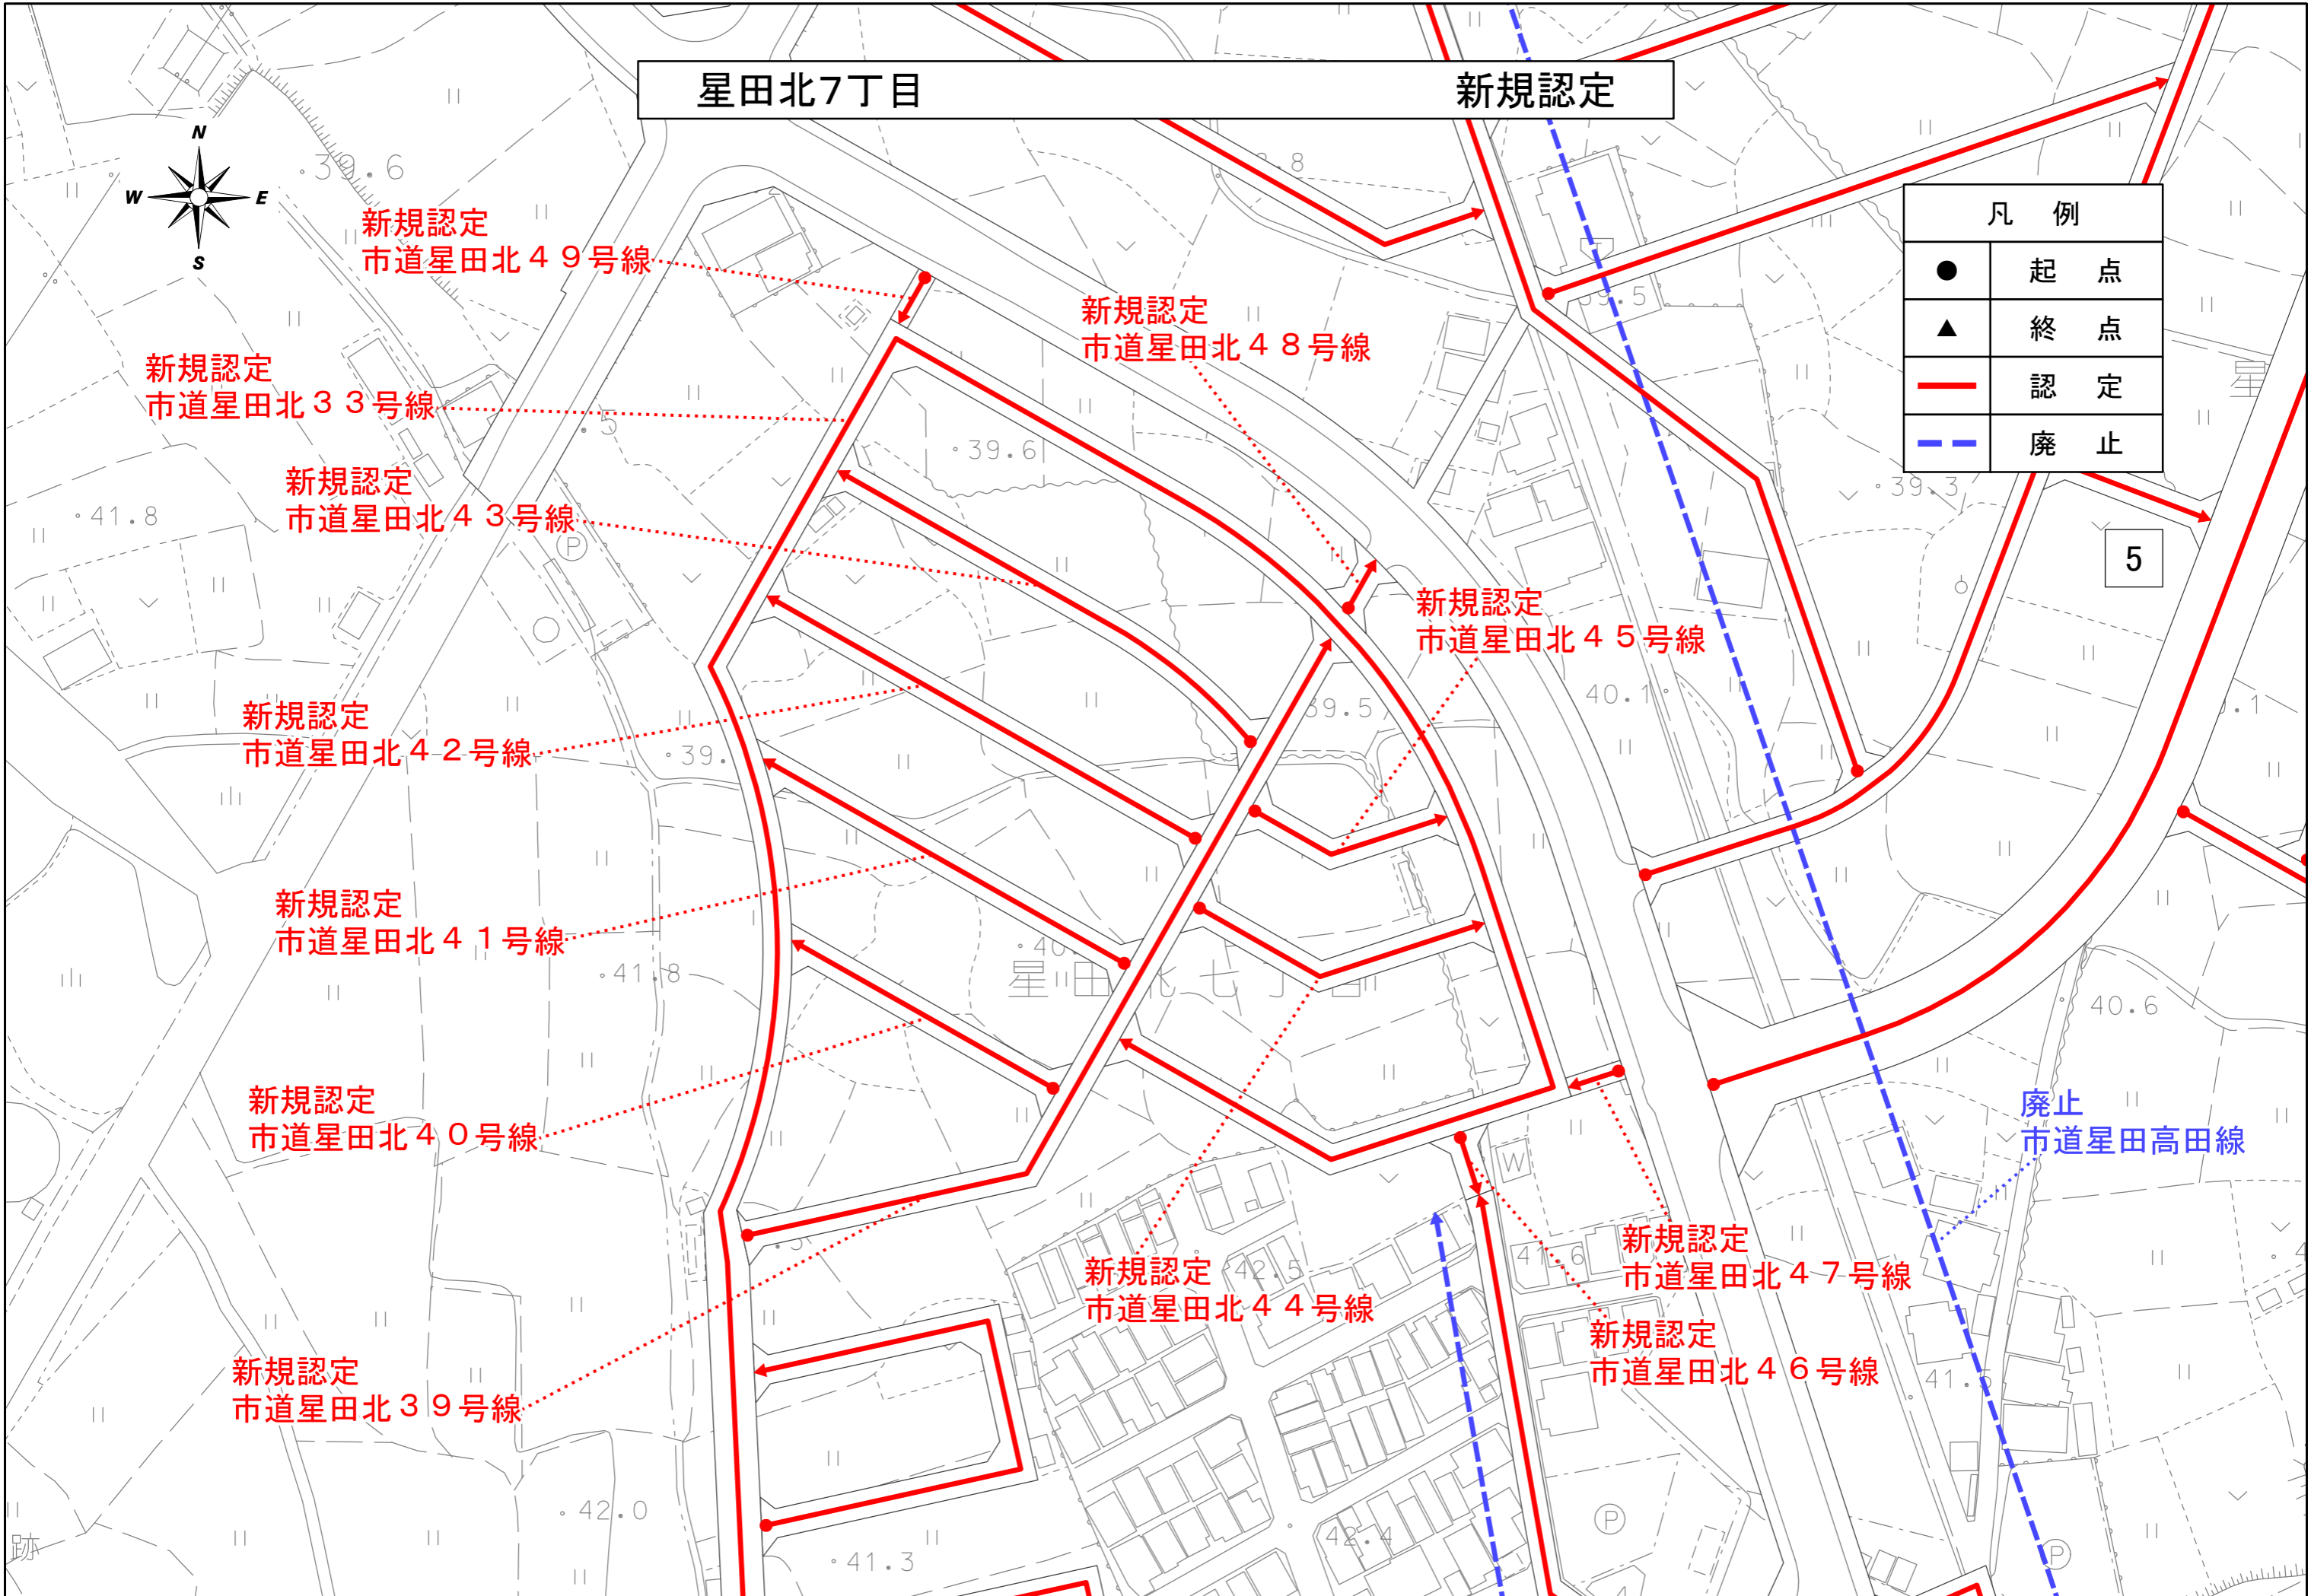 星田北7丁目 新規認定
N
W E
S
凡 例
● 起 点
▲ 終 点
認 定
廃 止
新規認定
市道星田北４９号線
新規認定
市道星田北４８号線
新規認定
市道星田北３３号線
新規認定
市道星田北４３号線
新規認定
市道星田北４５号線
新規認定
市道星田北４２号線
新規認定
市道星田北４１号線
新規認定
市道星田北４０号線
新規認定
市道星田北３９号線
新規認定
市道星田北４４号線
新規認定
市道星田北４７号線
新規認定
市道星田北４６号線
廃止
市道星田高田線
5
39.6
39.6
41.8
39.3
40.1
39.5
41.8
40.6
42.5
41.6
41.5
42.0
42.4
41.3
P
P
P
W
星
跡